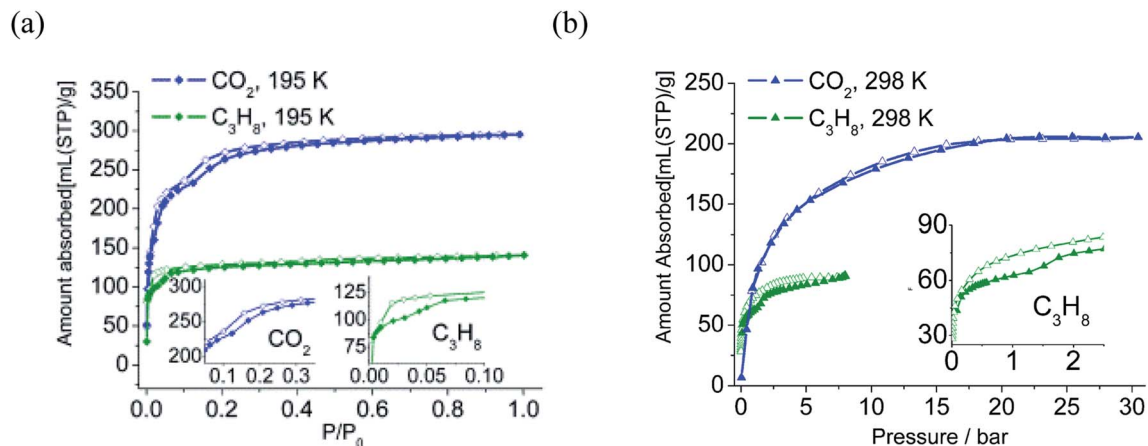 (a)
CO₂, 195 K
C₃H₈, 195 K
Amount absorbed[mL(STP)/g]
350
300
250
200
150
100
50
0
0.0 0.2 0.4 0.6 0.8 1.0
P/P₀
280
240
200
0.1 0.2 0.3
CO₂
125
100
75
0.00 0.05 0.10
C₃H₈
(b)
CO₂, 298 K
C₃H₈, 298 K
Amount absorbed[mL(STP)/g]
250
200
150
100
50
0
0 5 10 15 20 25 30
Pressure / bar
90
60
30
0 1 2
C₃H₈